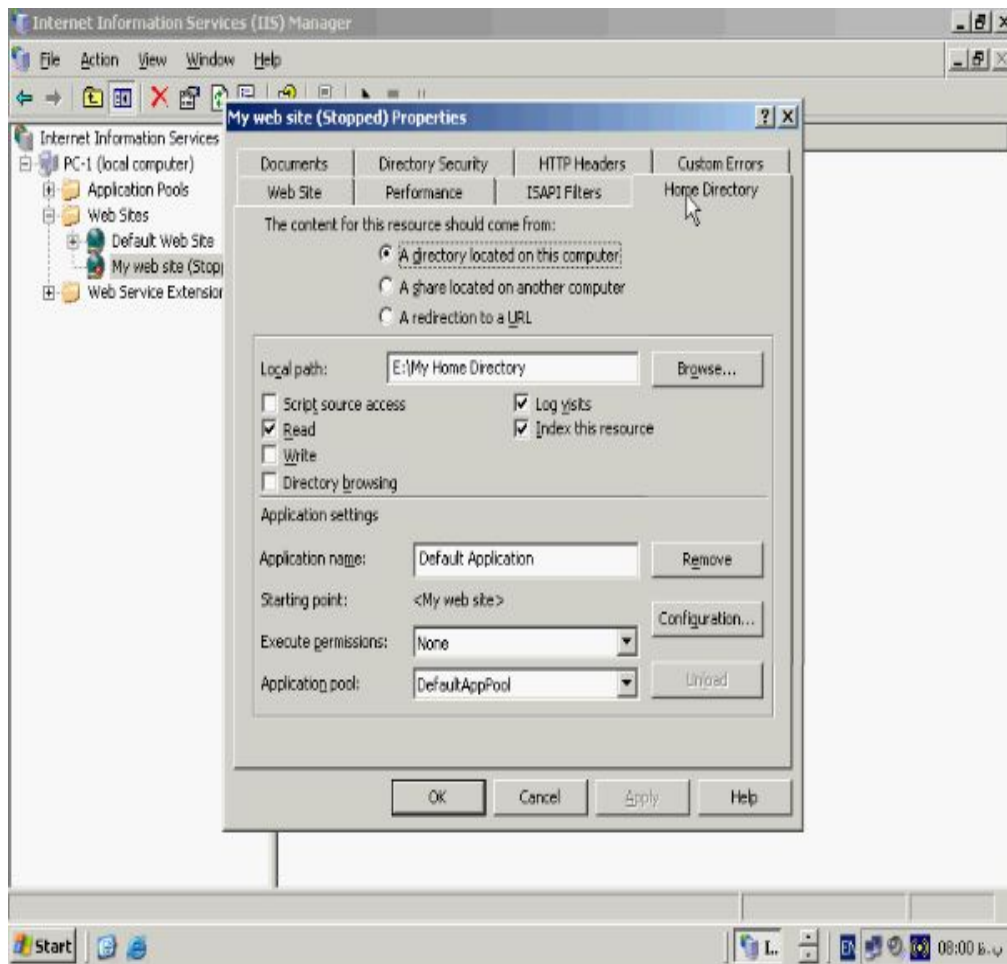 Internet Information Services (IIS) Manager
File Action View Window Help
My web site (Stopped) Properties
Internet Information Services
PC-1 (local computer)
Application Pools
Web Sites
Default Web Site
My web site (Stopp
Web Service Extension
Documents Directory Security HTTP Headers Custom Errors
Web Site Performance ISAPI Filters Home Directory
The content for this resource should come from:
A directory located on this computer
A share located on another computer
A redirection to a URL
Local path: E:\My Home Directory Browse...
Script source access Log visits
Read Index this resource
Write
Directory browsing
Application settings
Application name: Default Application Remove
Starting point: <My web site>
Configuration...
Execute permissions: None
Application pool: DefaultAppPool Unload
OK Cancel Apply Help
Start I.. EN 08:00 ب.ظ